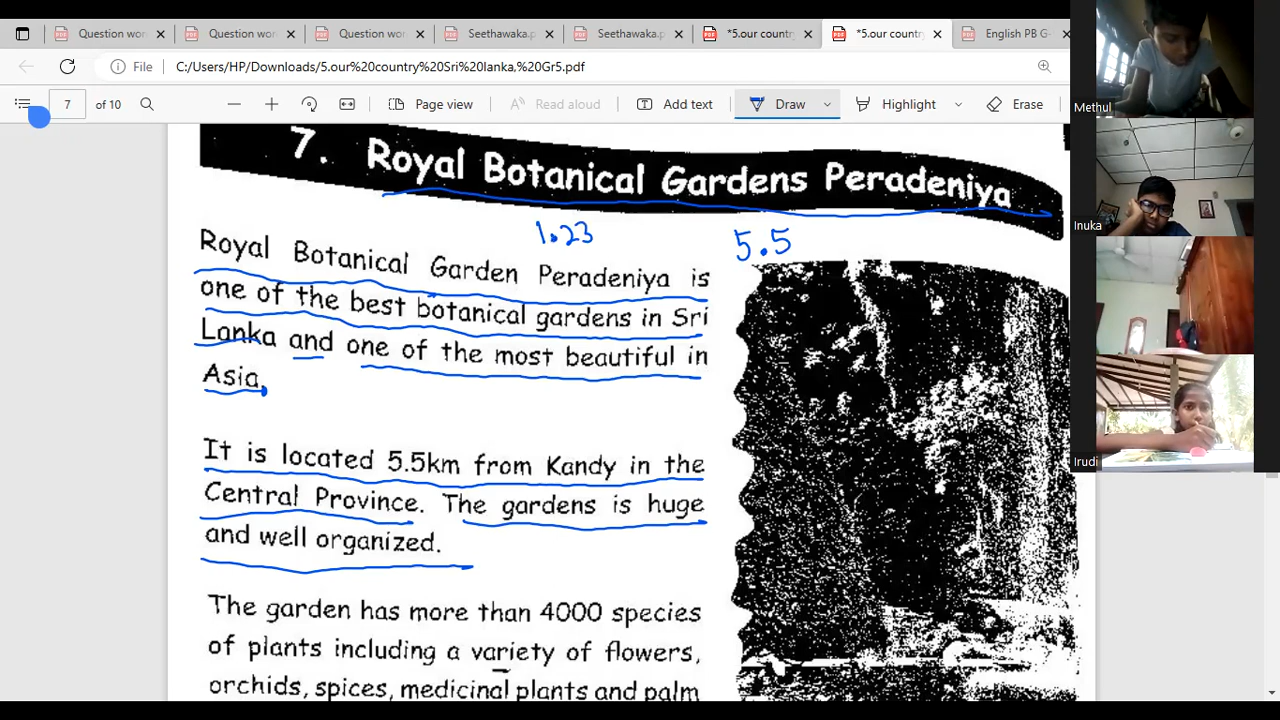 Question wor
Question wor
Question wor
Seethawaka.p
Seethawaka.p
*5.our country
*5.our country
English PB G-
File
C:/Users/HP/Downloads/5.our%20country%20Sri%20lanka,%20Gr5.pdf
7 of 10
Page view
Read aloud
Add text
Draw
Highlight
Erase
Methul
Inuka
Irudi
7. Royal Botanical Gardens Peradeniya
1.23 5.5
Royal Botanical Garden Peradeniya is
one of the best botanical gardens in Sri
Lanka and one of the most beautiful in
Asia.
It is located 5.5km from Kandy in the
Central Province. The gardens is huge
and well organized.
The garden has more than 4000 species
of plants including a variety of flowers,
orchids, spices, medicinal plants and palm